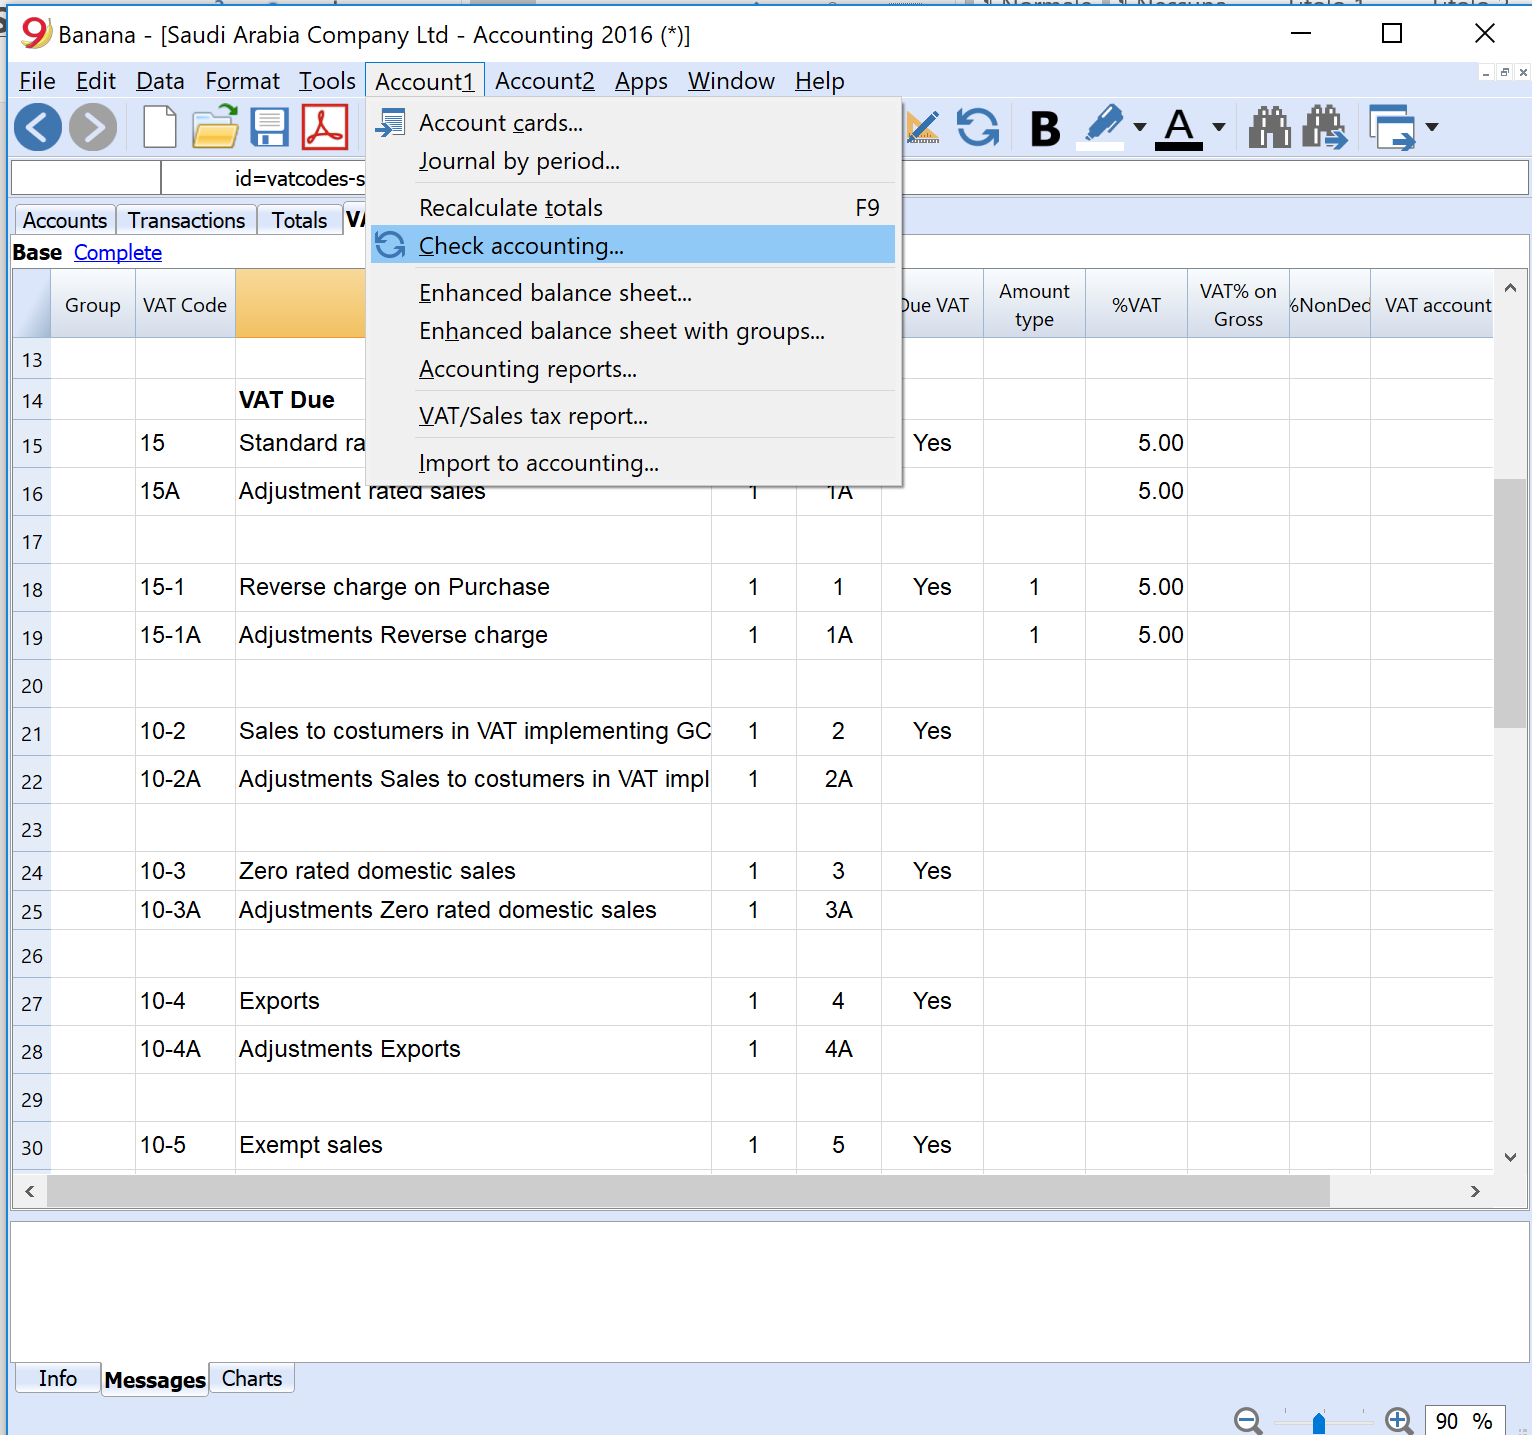 Banana - [Saudi Arabia Company Ltd - Accounting 2016 (*)]
File Edit Data Format Tools Account1 Account2 Apps Window Help
Account cards...
Journal by period...
Recalculate totals F9
Check accounting...
Enhanced balance sheet...
Enhanced balance sheet with groups...
Accounting reports...
VAT/Sales tax report...
Import to accounting...
B A
id=vatcodes-s
Accounts Transactions Totals VA
Base Complete
Group VAT Code Due VAT Amount type %VAT VAT% on Gross %NonDed VAT account
13
14 VAT Due
15 15 Standard ra Yes 5.00
16 15A Adjustment rated sales 1 1A 5.00
17
18 15-1 Reverse charge on Purchase 1 1 Yes 1 5.00
19 15-1A Adjustments Reverse charge 1 1A 1 5.00
20
21 10-2 Sales to costumers in VAT implementing GC 1 2 Yes
22 10-2A Adjustments Sales to costumers in VAT impl 1 2A
23
24 10-3 Zero rated domestic sales 1 3 Yes
25 10-3A Adjustments Zero rated domestic sales 1 3A
26
27 10-4 Exports 1 4 Yes
28 10-4A Adjustments Exports 1 4A
29
30 10-5 Exempt sales 1 5 Yes
Info Messages Charts
90 %